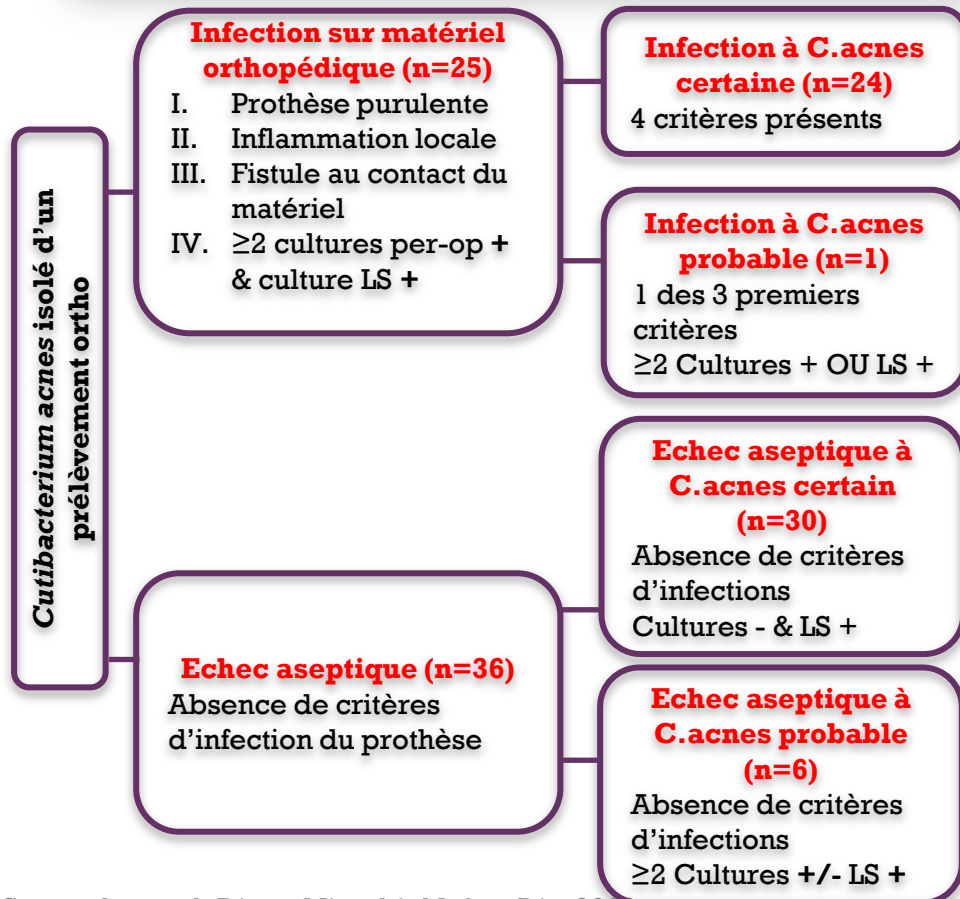 Cutibacterium acnes isolé d'un
prélèvement ortho
Infection sur matériel
orthopédique (n=25)
I. Prothèse purulente
II. Inflammation locale
III. Fistule au contact du
matériel
IV. ≥2 cultures per-op +
& culture LS +
Infection à C.acnes
certaine (n=24)
4 critères présents
Infection à C.acnes
probable (n=1)
1 des 3 premiers
critères
≥2 Cultures + OU LS +
Echec aseptique (n=36)
Absence de critères
d'infection du prothèse
Echec aseptique à
C.acnes certain
(n=30)
Absence de critères
d'infections
Cultures - & LS +
Echec aseptique à
C.acnes probable
(n=6)
Absence de critères
d'infections
≥2 Cultures +/- LS +